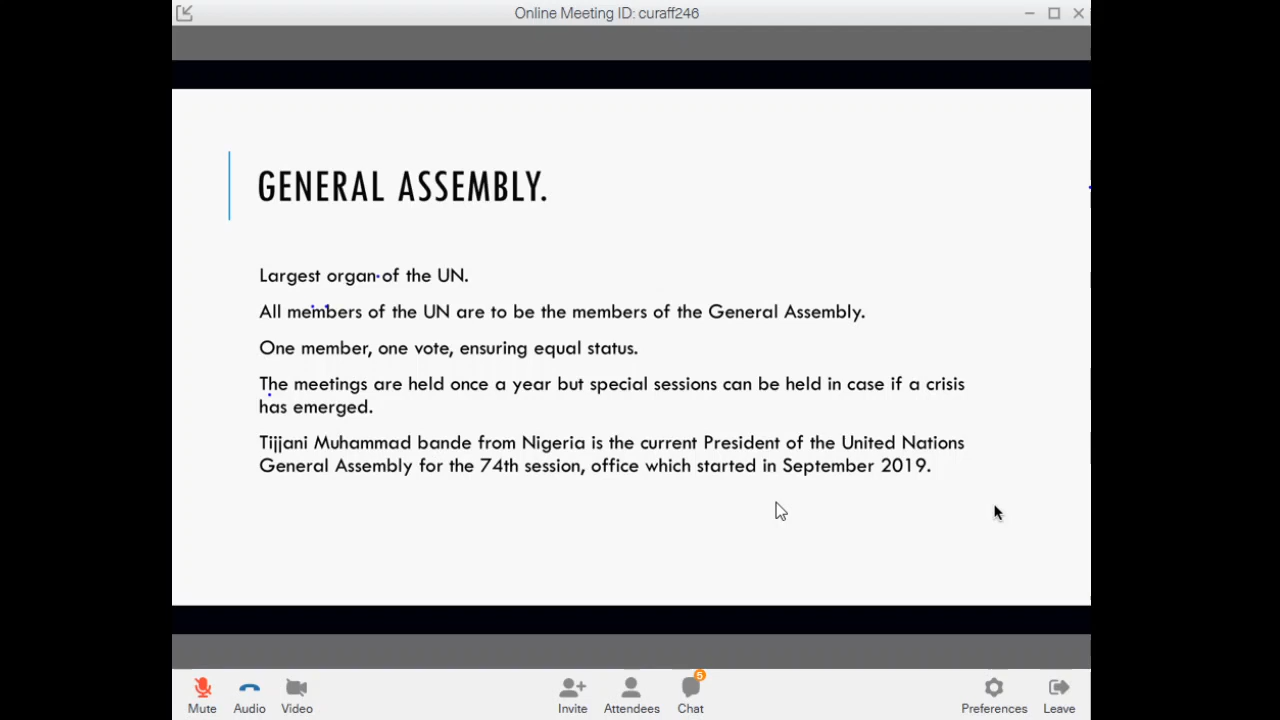 Online Meeting ID: curaff246
GENERAL ASSEMBLY.
Largest organ of the UN.
All members of the UN are to be the members of the General Assembly.
One member, one vote, ensuring equal status.
The meetings are held once a year but special sessions can be held in case if a crisis
has emerged.
Tijjani Muhammad bande from Nigeria is the current President of the United Nations
General Assembly for the 74th session, office which started in September 2019.
5
Mute Audio Video Invite Attendees Chat Preferences Leave